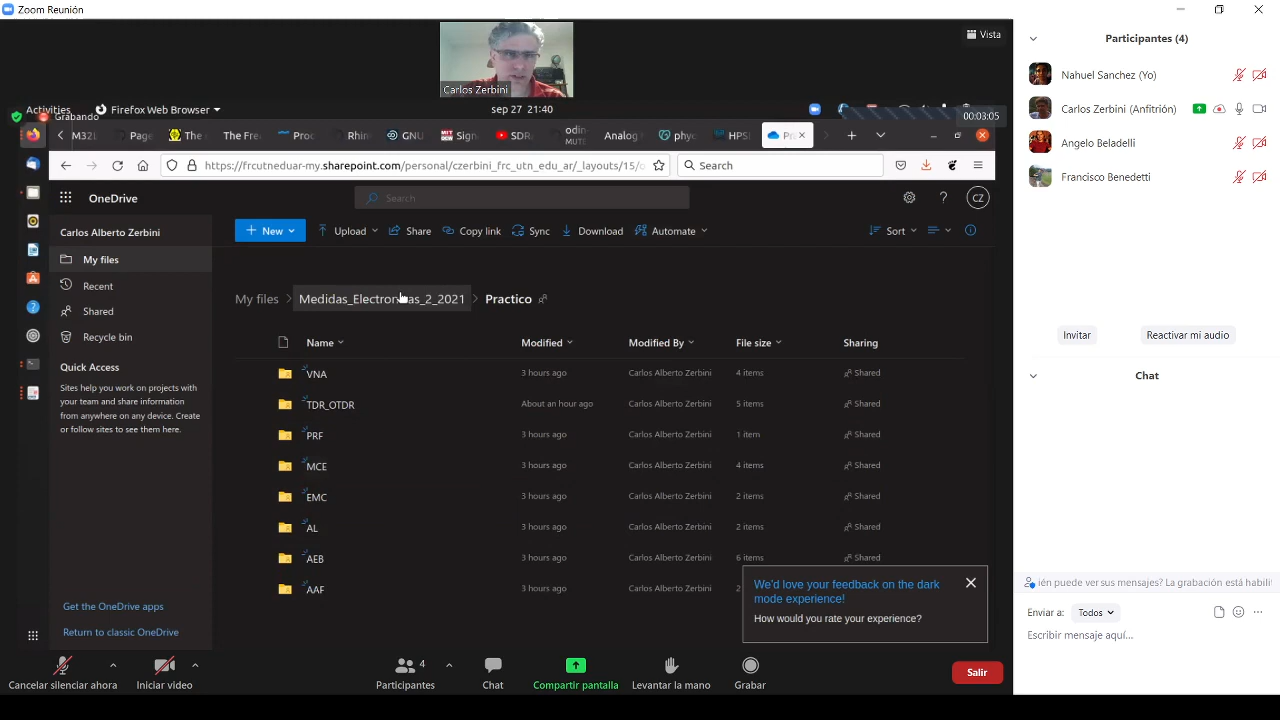 Zoom Reunión
Vista
Carlos Zerbini
Activities Firefox Web Browser sep 27 21:40
Grabando
00:03:05
M32L Page The The Fre Proc Rhin GNU Sign SDR Analog phyc HPSI Pr
MUTE
https://frcutneduar-my.sharepoint.com/personal/czerbini_frc_utn_edu_ar/_layouts/15/o
Search
OneDrive
Search
? CZ
Carlos Alberto Zerbini
New Upload Share Copy link Sync Download Automate Sort
My files
Recent
Shared
Recycle bin
Quick Access
Sites help you work on projects with
your team and share information
from anywhere on any device. Create
or follow sites to see them here.
Get the OneDrive apps
Return to classic OneDrive
My files > Medidas_Electronicas_2_2021 > Practico
Name Modified Modified By File size Sharing
VNA 3 hours ago Carlos Alberto Zerbini 4 items Shared
TDR_OTDR About an hour ago Carlos Alberto Zerbini 5 items Shared
PRF 3 hours ago Carlos Alberto Zerbini 1 item Shared
MCE 3 hours ago Carlos Alberto Zerbini 4 items Shared
EMC 3 hours ago Carlos Alberto Zerbini 2 items Shared
AL 3 hours ago Carlos Alberto Zerbini 2 items Shared
AEB 3 hours ago Carlos Alberto Zerbini 6 items Shared
AAF 3 hours ago Carlos Alberto Zerbini 2
We'd love your feedback on the dark
mode experience!
How would you rate your experience?
Cancelar silenciar ahora
Iniciar video
4
Participantes
Chat
Compartir pantalla
Levantar la mano
Grabar
Salir
Participantes (4)
Nahuel Sanchez (Yo)
Carlos Zerbini (Anfitrión)
Angelo Beladelli
Francisco Benedetti
Invitar
Reactivar mi audio
Chat
ién puede ver sus mensajes? La grabación está habilit
Enviar a: Todos
Escribir mensaje aquí...